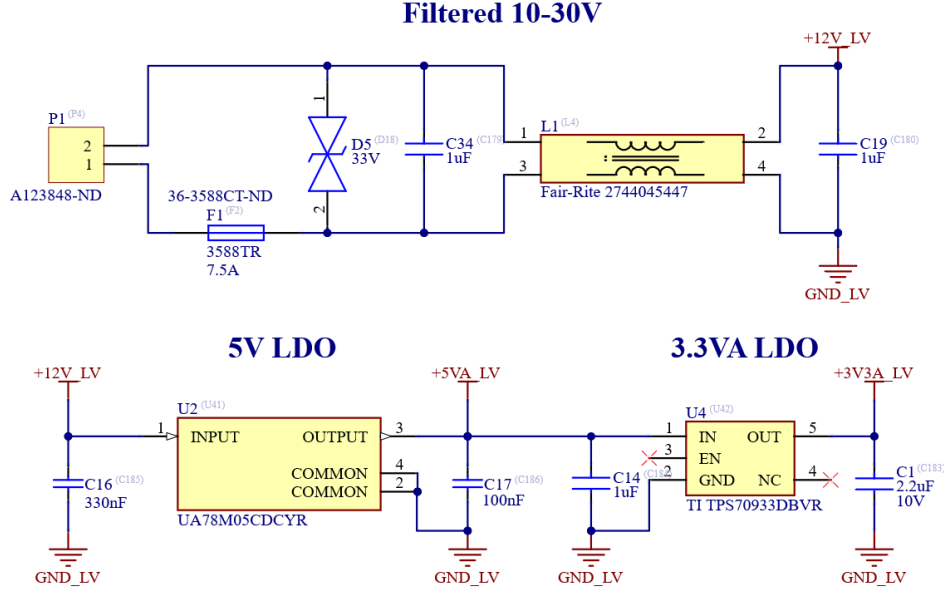 Filtered 10-30V
+12V_LV
P1 (P4)
2
1
A123848-ND
1
D5 (D18)
33V
2
C34 (C179)
1uF
36-3588CT-ND
F1 (F2)
3588TR
7.5A
L1 (L4)
1
3
2
4
Fair-Rite 2744045447
C19 (C180)
1uF
GND_LV
5V LDO
+12V_LV
C16 (C185)
330nF
GND_LV
U2 (U41)
1
INPUT
OUTPUT
3
COMMON
4
COMMON
2
UA78M05CDCYR
+5VA_LV
C17 (C186)
100nF
GND_LV
3.3VA LDO
C14
1uF
GND_LV
U4 (U42)
1
IN
OUT
5
3
EN
2
GND
NC
4
TI TPS70933DBVR
+3V3A_LV
C1 (C183)
2.2uF
10V
GND_LV